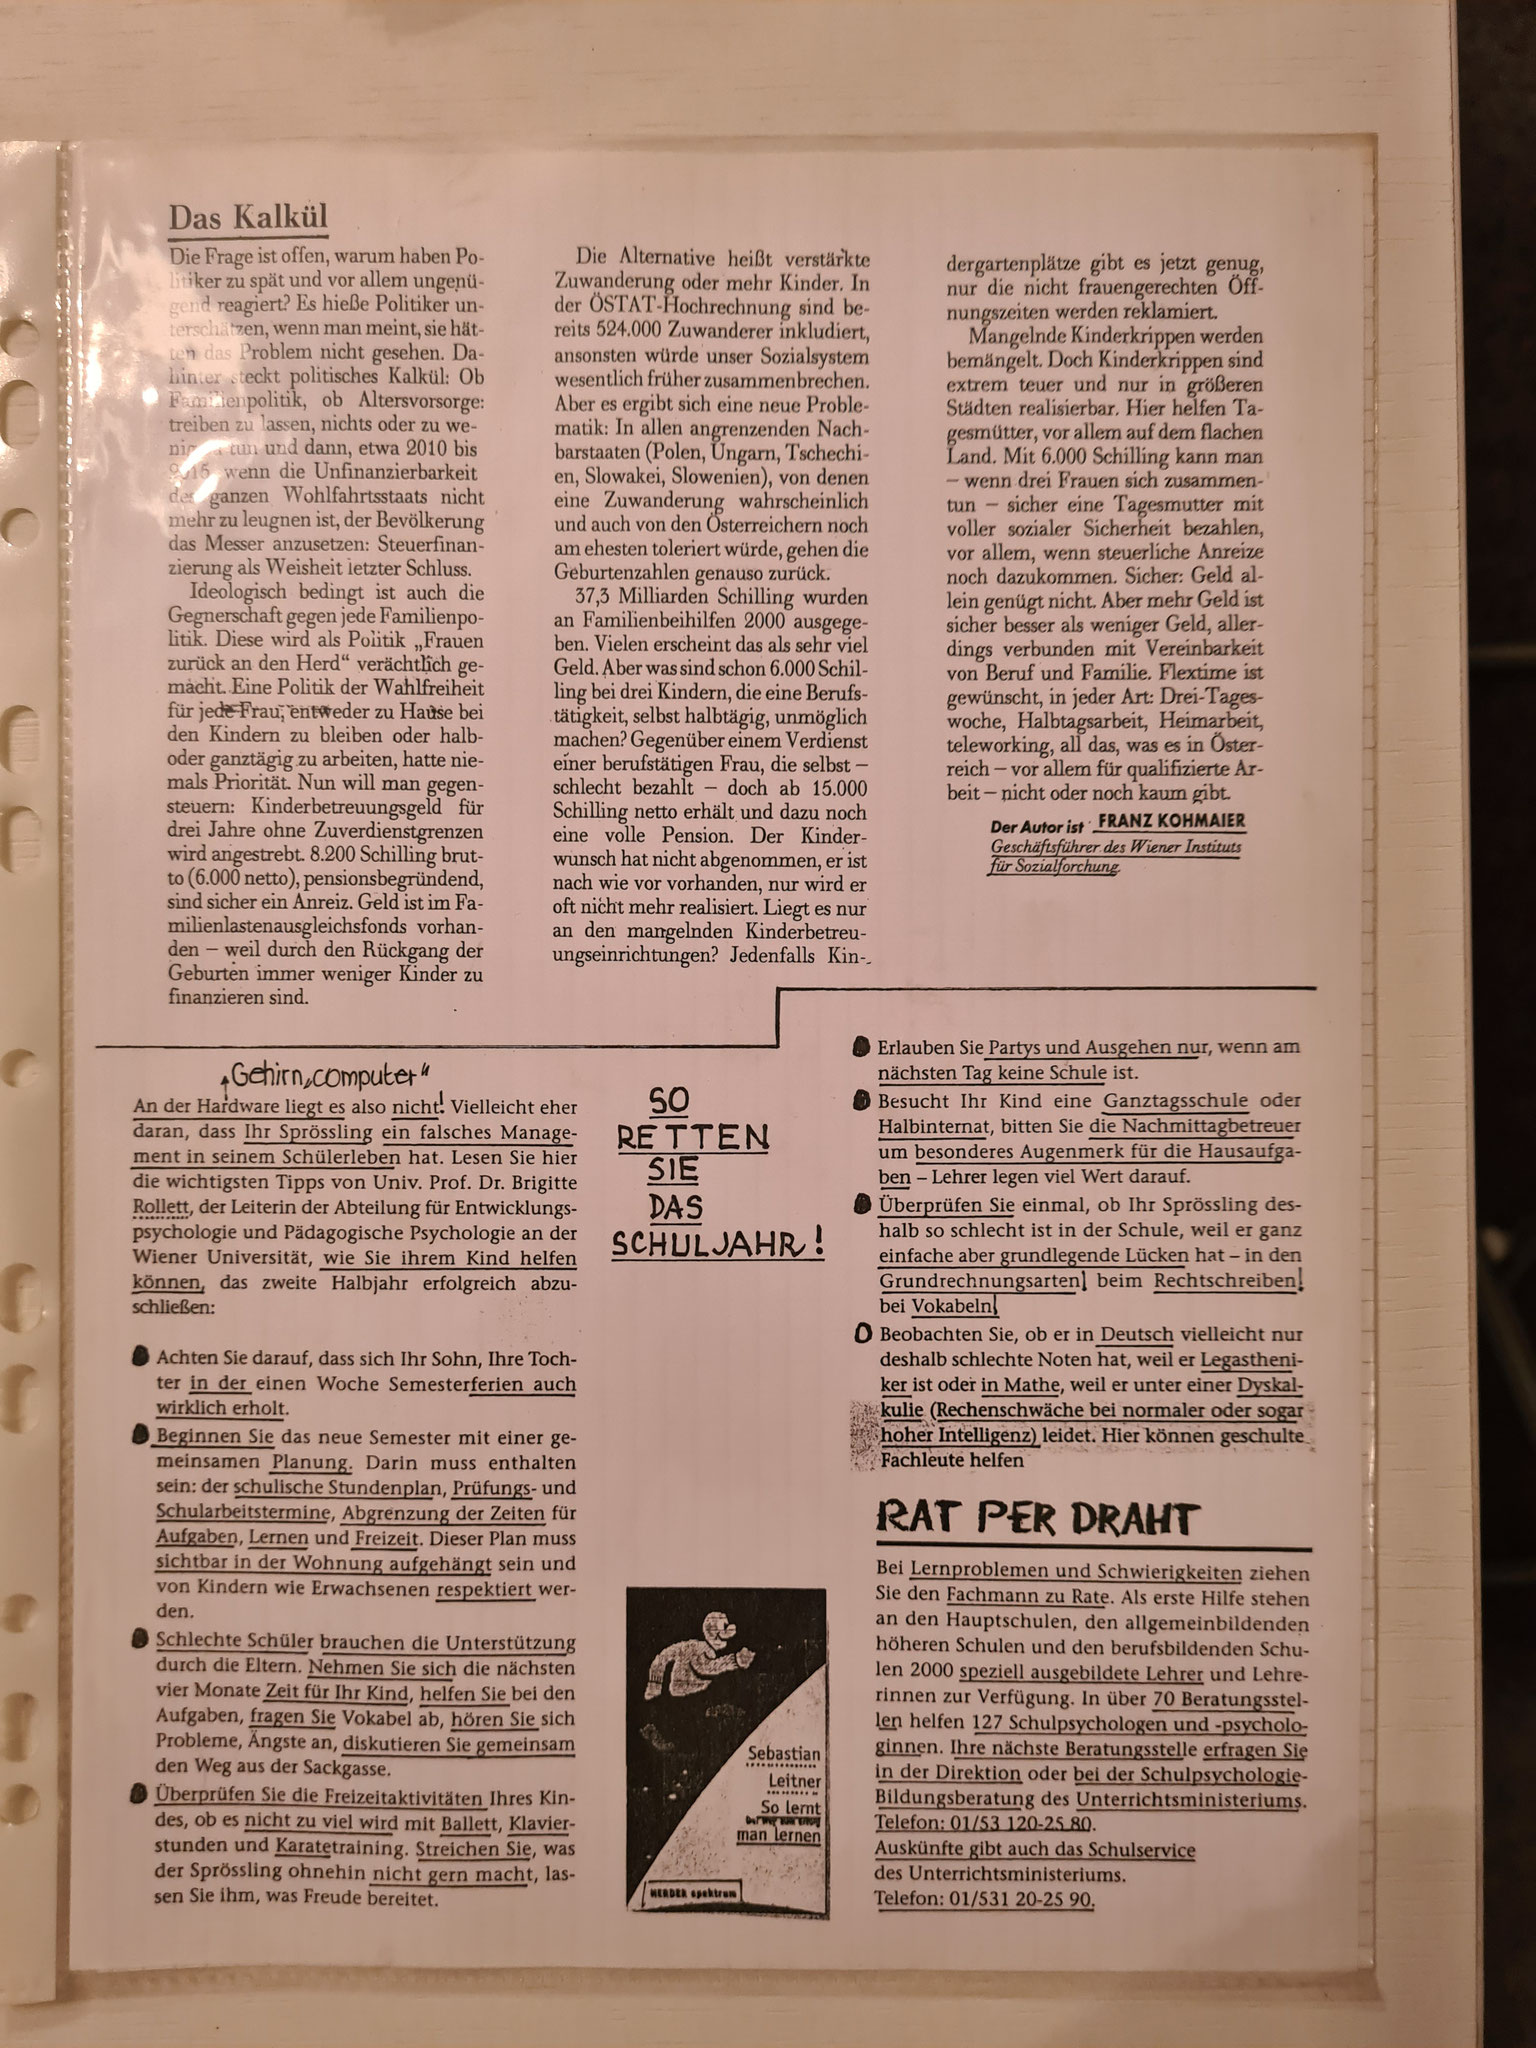 Das Kalkül
Die Frage ist offen, warum haben Po-
litiker zu spät und vor allem ungenü-
gend reagiert? Es hieße Politiker un-
terschätzen, wenn man meint, sie hät-
ten das Problem nicht gesehen. Da-
hinter steckt politisches Kalkül: Ob
Familienpolitik, ob Altersvorsorge:
treiben zu lassen, nichts oder zu we-
nig tun und dann, etwa 2010 bis
2015, wenn die Unfinanzierbarkeit
des ganzen Wohlfahrtsstaats nicht
mehr zu leugnen ist, der Bevölkerung
das Messer anzusetzen: Steuerfinan-
zierung als Weisheit letzter Schluss.
Ideologisch bedingt ist auch die
Gegnerschaft gegen jede Familienpo-
litik. Diese wird als Politik „Frauen
zurück an den Herd“ verächtlich ge-
macht. Eine Politik der Wahlfreiheit
für jede Frau, entweder zu Hause bei
den Kindern zu bleiben oder halb-
oder ganztägig zu arbeiten, hatte nie-
mals Priorität. Nun will man gegen-
steuern: Kinderbetreuungsgeld für
drei Jahre ohne Zuverdienstgrenzen
wird angestrebt. 8.200 Schilling brut-
to (6.000 netto), pensionsbegründend,
sind sicher ein Anreiz. Geld ist im Fa-
milienlastenausgleichsfonds vorhan-
den – weil durch den Rückgang der
Geburten immer weniger Kinder zu
finanzieren sind.
Die Alternative heißt verstärkte
Zuwanderung oder mehr Kinder. In
der ÖSTAT-Hochrechnung sind be-
reits 524.000 Zuwanderer inkludiert,
ansonsten würde unser Sozialsystem
wesentlich früher zusammenbrechen.
Aber es ergibt sich eine neue Proble-
matik: In allen angrenzenden Nach-
barstaaten (Polen, Ungarn, Tschechi-
en, Slowakei, Slowenien), von denen
eine Zuwanderung wahrscheinlich
und auch von den Österreichern noch
am ehesten toleriert würde, gehen die
Geburtenzahlen genauso zurück.
37,3 Milliarden Schilling wurden
an Familienbeihilfen 2000 ausgege-
ben. Vielen erscheint das als sehr viel
Geld. Aber was sind schon 6.000 Schil-
ling bei drei Kindern, die eine Berufs-
tätigkeit, selbst halbtägig, unmöglich
machen? Gegenüber einem Verdienst
einer berufstätigen Frau, die selbst –
schlecht bezahlt – doch ab 15.000
Schilling netto erhält und dazu noch
eine volle Pension. Der Kinder-
wunsch hat nicht abgenommen, er ist
nach wie vor vorhanden, nur wird er
oft nicht mehr realisiert. Liegt es nur
an den mangelnden Kinderbetreu-
ungseinrichtungen? Jedenfalls Kin-
dergartenplätze gibt es jetzt genug,
nur die nicht frauengerechten Öff-
nungszeiten werden reklamiert.
Mangelnde Kinderkrippen werden
bemängelt. Doch Kinderkrippen sind
extrem teuer und nur in größeren
Städten realisierbar. Hier helfen Ta-
gesmütter, vor allem auf dem flachen
Land. Mit 6.000 Schilling kann man
– wenn drei Frauen sich zusammen-
tun – sicher eine Tagesmutter mit
voller sozialer Sicherheit bezahlen,
vor allem, wenn steuerliche Anreize
noch dazukommen. Sicher: Geld al-
lein genügt nicht. Aber mehr Geld ist
sicher besser als weniger Geld, aller-
dings verbunden mit Vereinbarkeit
von Beruf und Familie. Flextime ist
gewünscht, in jeder Art: Drei-Tages-
woche, Halbtagsarbeit, Heimarbeit,
teleworking, all das, was es in Öster-
reich – vor allem für qualifizierte Ar-
beit – nicht oder noch kaum gibt.
Der Autor ist FRANZ KOHMAIER
Geschäftsführer des Wiener Instituts
für Sozialforchung.
Gehirn„computer“
An der Hardware liegt es also nicht! Vielleicht eher
daran, dass Ihr Sprössling ein falsches Manage-
ment in seinem Schülerleben hat. Lesen Sie hier
die wichtigsten Tipps von Univ. Prof. Dr. Brigitte
Rollett, der Leiterin der Abteilung für Entwicklungs-
psychologie und Pädagogische Psychologie an der
Wiener Universität, wie Sie ihrem Kind helfen
können, das zweite Halbjahr erfolgreich abzu-
schließen:
Achten Sie darauf, dass sich Ihr Sohn, Ihre Toch-
ter in der einen Woche Semesterferien auch
wirklich erholt.
Beginnen Sie das neue Semester mit einer ge-
meinsamen Planung. Darin muss enthalten
sein: der schulische Stundenplan, Prüfungs- und
Schularbeitstermine, Abgrenzung der Zeiten für
Aufgaben, Lernen und Freizeit. Dieser Plan muss
sichtbar in der Wohnung aufgehängt sein und
von Kindern wie Erwachsenen respektiert wer-
den.
Schlechte Schüler brauchen die Unterstützung
durch die Eltern. Nehmen Sie sich die nächsten
vier Monate Zeit für Ihr Kind, helfen Sie bei den
Aufgaben, fragen Sie Vokabel ab, hören Sie sich
Probleme, Ängste an, diskutieren Sie gemeinsam
den Weg aus der Sackgasse.
Überprüfen Sie die Freizeitaktivitäten Ihres Kin-
des, ob es nicht zu viel wird mit Ballett, Klavier-
stunden und Karatetraining. Streichen Sie, was
der Sprössling ohnehin nicht gern macht, las-
sen Sie ihm, was Freude bereitet.
SO
RETTEN
SIE
DAS
SCHULJAHR!
Sebastian
Leitner
So lernt
man lernen
HERDER spektrum
Erlauben Sie Partys und Ausgehen nur, wenn am
nächsten Tag keine Schule ist.
Besucht Ihr Kind eine Ganztagsschule oder
Halbinternat, bitten Sie die Nachmittagbetreuer
um besonderes Augenmerk für die Hausaufga-
ben – Lehrer legen viel Wert darauf.
Überprüfen Sie einmal, ob Ihr Sprössling des-
halb so schlecht ist in der Schule, weil er ganz
einfache aber grundlegende Lücken hat – in den
Grundrechnungsarten! beim Rechtschreiben!
bei Vokabeln!
Beobachten Sie, ob er in Deutsch vielleicht nur
deshalb schlechte Noten hat, weil er Legastheni-
ker ist oder in Mathe, weil er unter einer Dyskal-
kulie (Rechenschwäche bei normaler oder sogar
hoher Intelligenz) leidet. Hier können geschulte
Fachleute helfen
RAT PER DRAHT
Bei Lernproblemen und Schwierigkeiten ziehen
Sie den Fachmann zu Rate. Als erste Hilfe stehen
an den Hauptschulen, den allgemeinbildenden
höheren Schulen und den berufsbildenden Schu-
len 2000 speziell ausgebildete Lehrer und Lehre-
rinnen zur Verfügung. In über 70 Beratungsstel-
len helfen 127 Schulpsychologen und -psycholo-
ginnen. Ihre nächste Beratungsstelle erfragen Sie
in der Direktion oder bei der Schulpsychologie-
Bildungsberatung des Unterrichtsministeriums.
Telefon: 01/53 120-25 80.
Auskünfte gibt auch das Schulservice
des Unterrichtsministeriums.
Telefon: 01/531 20-25 90.